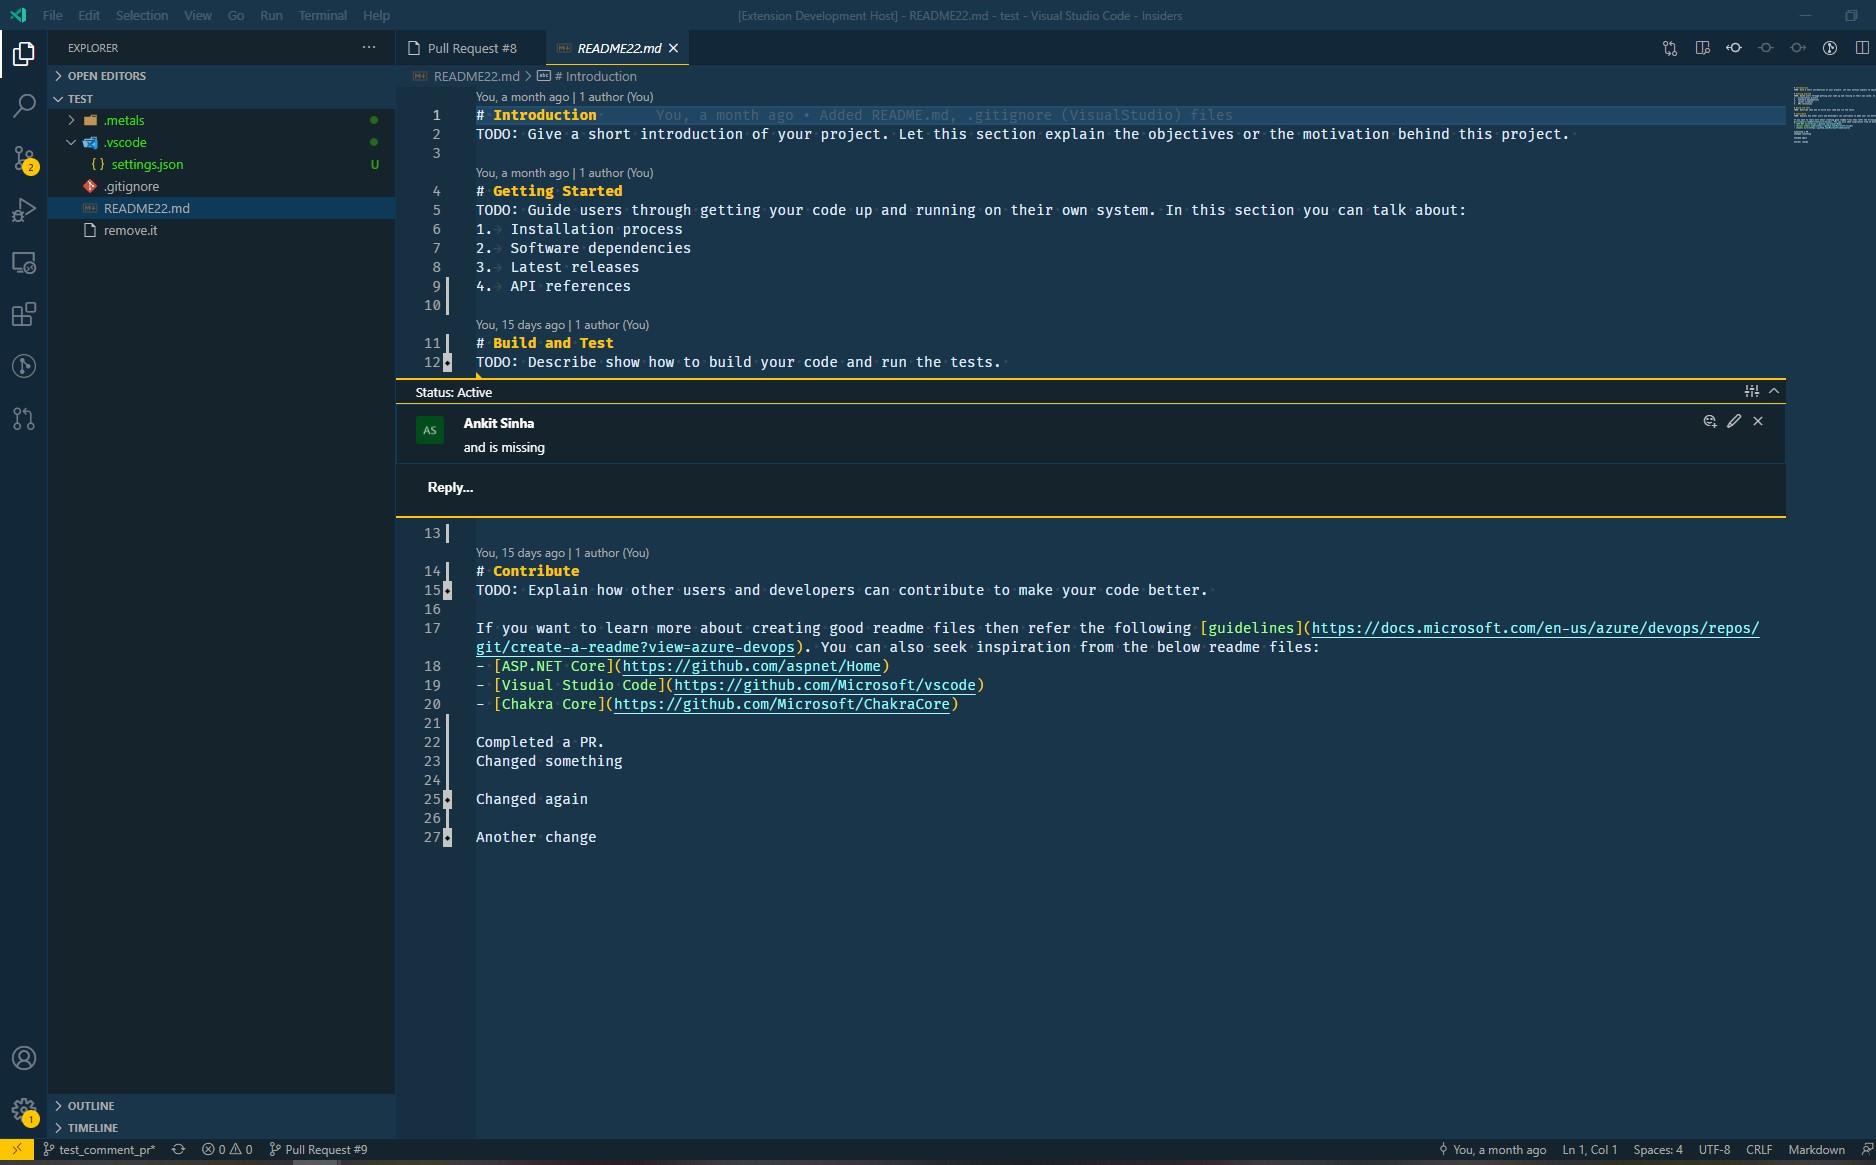 File Edit Selection View Go Run Terminal Help
[Extension Development Host] - README22.md - test - Visual Studio Code - Insiders
EXPLORER
OPEN EDITORS
TEST
.metals
.vscode
{} settings.json U
.gitignore
README22.md
remove.it
2
1
OUTLINE
TIMELINE
Pull Request #8
README22.md
README22.md > # Introduction
You, a month ago | 1 author (You)
1 # Introduction You, a month ago • Added README.md, .gitignore (VisualStudio) files
2 TODO: Give a short introduction of your project. Let this section explain the objectives or the motivation behind this project.
3
You, a month ago | 1 author (You)
4 # Getting Started
5 TODO: Guide users through getting your code up and running on their own system. In this section you can talk about:
6 1. Installation process
7 2. Software dependencies
8 3. Latest releases
9 4. API references
10
You, 15 days ago | 1 author (You)
11 # Build and Test
12 TODO: Describe show how to build your code and run the tests.
Status: Active
AS
Ankit Sinha
and is missing
Reply...
13
You, 15 days ago | 1 author (You)
14 # Contribute
15 TODO: Explain how other users and developers can contribute to make your code better.
16
17 If you want to learn more about creating good readme files then refer the following [guidelines](https://docs.microsoft.com/en-us/azure/devops/repos/
git/create-a-readme?view=azure-devops). You can also seek inspiration from the below readme files:
18 - [ASP.NET Core](https://github.com/aspnet/Home)
19 - [Visual Studio Code](https://github.com/Microsoft/vscode)
20 - [Chakra Core](https://github.com/Microsoft/ChakraCore)
21
22 Completed a PR.
23 Changed something
24
25 Changed again
26
27 Another change
test_comment_pr* 0 0 Pull Request #9
You, a month ago Ln 1, Col 1 Spaces: 4 UTF-8 CRLF Markdown